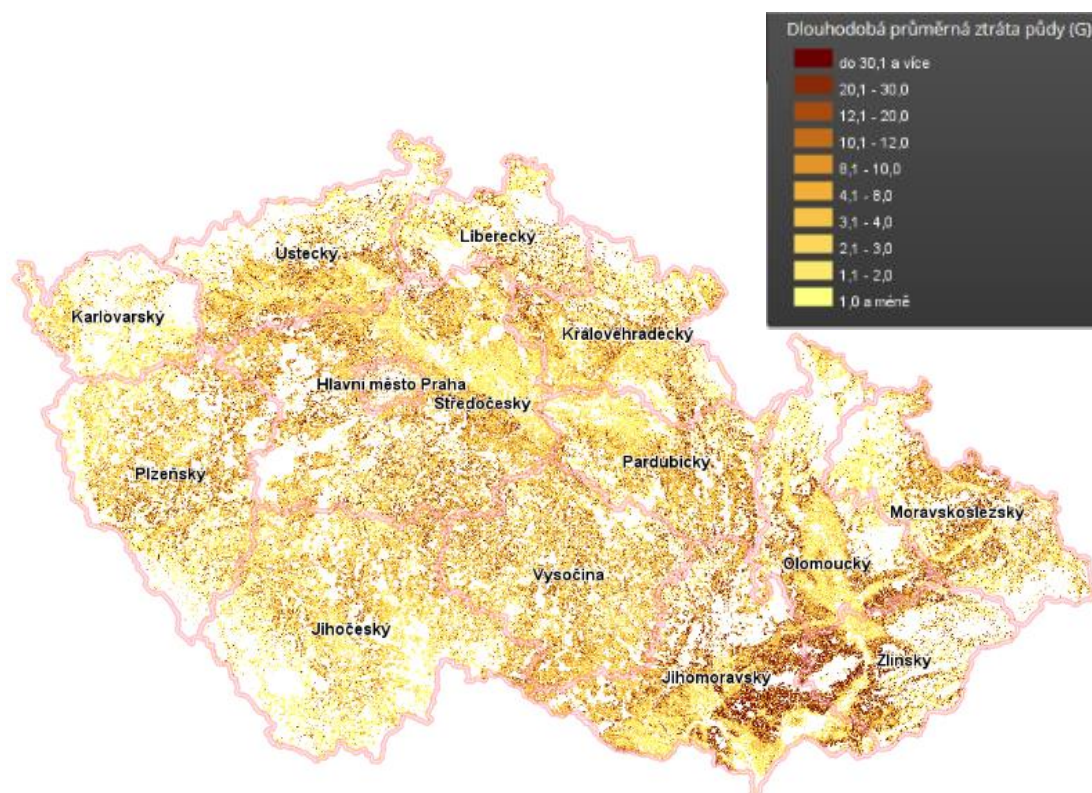 Dlouhodobá průměrná ztráta půdy (G)
do 30,1 a více
20,1 - 30,0
12,1 - 20,0
10,1 - 12,0
8,1 - 10,0
4,1 - 8,0
3,1 - 4,0
2,1 - 3,0
1,1 - 2,0
1,0 a méně
Liberecký
Ústecký
Karlovarský
Královéhradecký
Hlavní město Praha
Středočeský
Plzeňský
Pardubický
Moravskoslezský
Olomoucký
Vysočina
Jihočeský
Zlínský
Jihomoravský